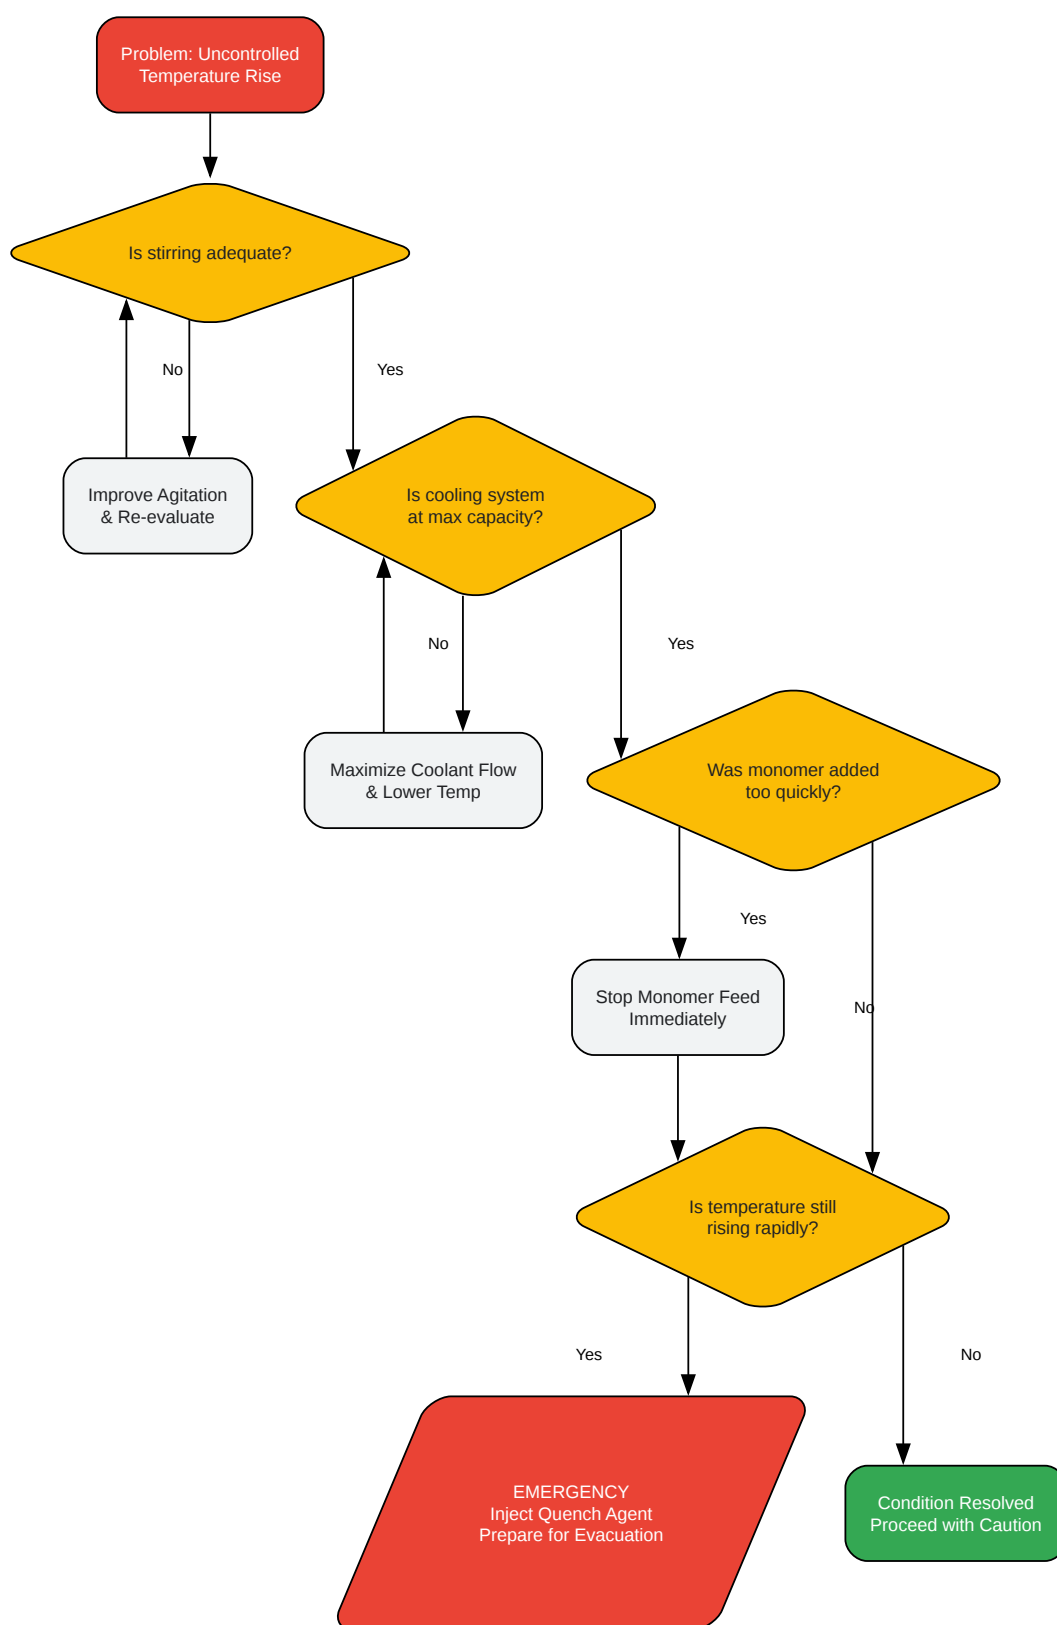 Problem: Uncontrolled
Temperature Rise
Is stirring adequate?
No
Yes
Improve Agitation
& Re-evaluate
Is cooling system
at max capacity?
No
Yes
Maximize Coolant Flow
& Lower Temp
Was monomer added
too quickly?
Yes
Stop Monomer Feed
Immediately
No
Is temperature still
rising rapidly?
Yes
No
EMERGENCY
Inject Quench Agent
Prepare for Evacuation
Condition Resolved
Proceed with Caution